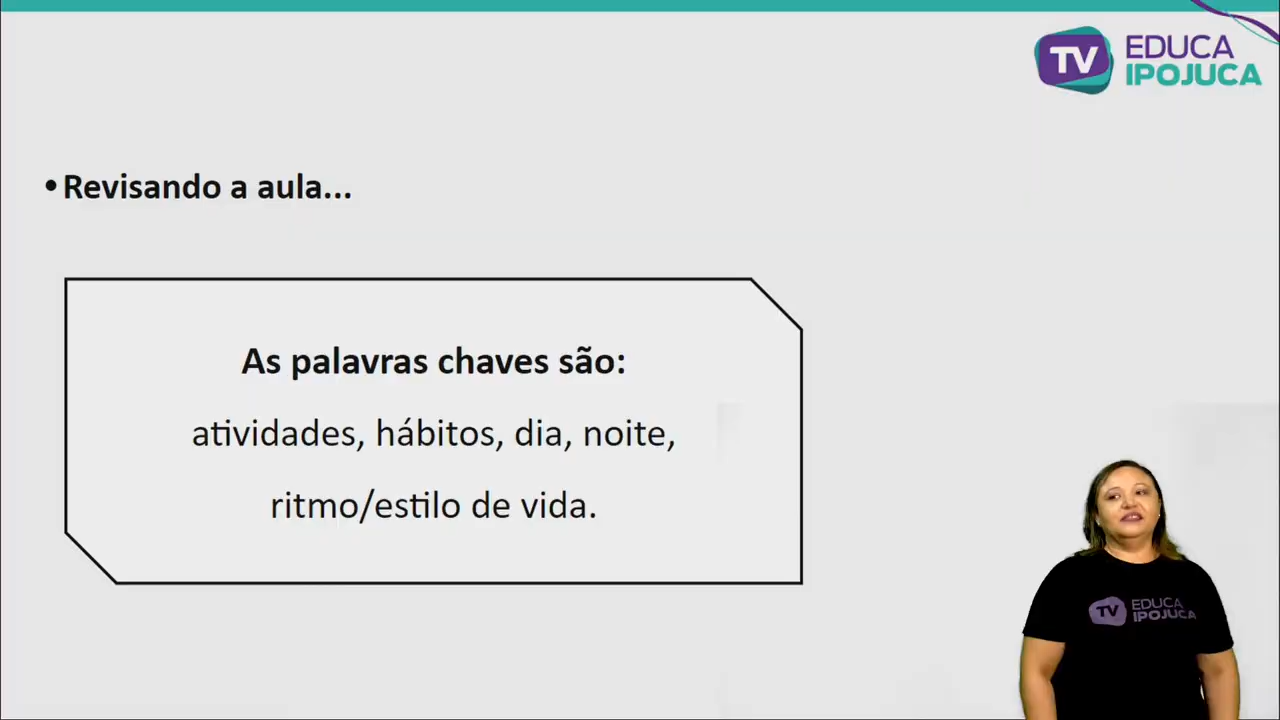 TV EDUCA
IPOJUCA
• Revisando a aula...
As palavras chaves são:
atividades, hábitos, dia, noite,
ritmo/estilo de vida.
TV EDUCA
IPOJUCA